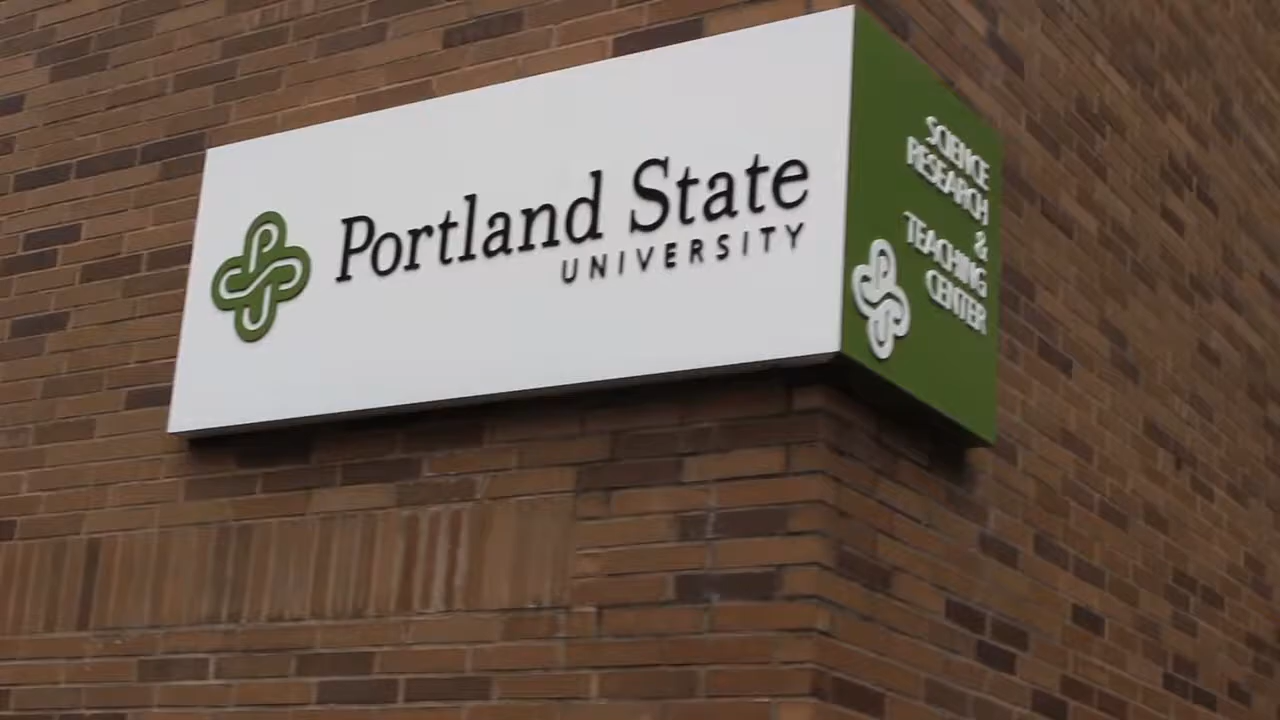 Portland State
UNIVERSITY
SCIENCE
RESEARCH
&
TEACHING
CENTER